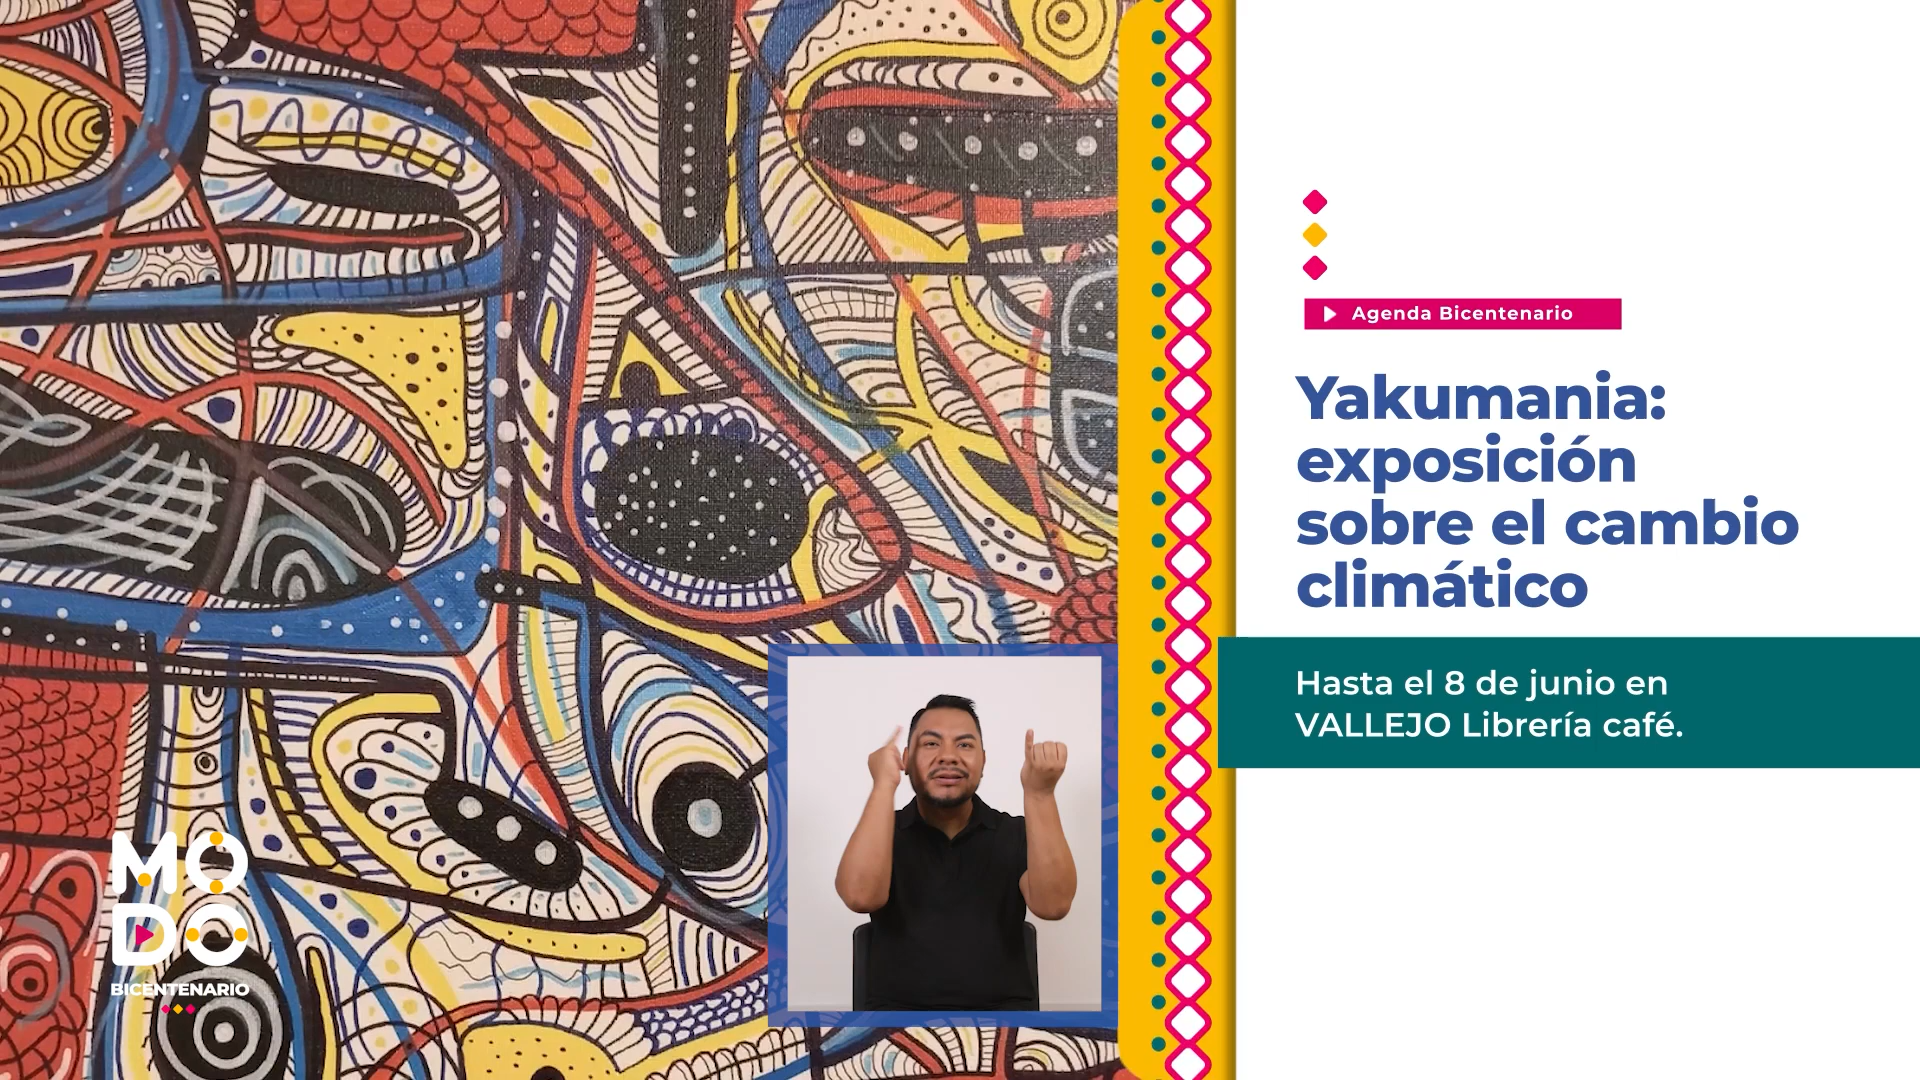 Agenda Bicentenario
Yakumania:
exposición
sobre el cambio
climático
Hasta el 8 de junio en
VALLEJO Librería café.
MO
DO
BICENTENARIO